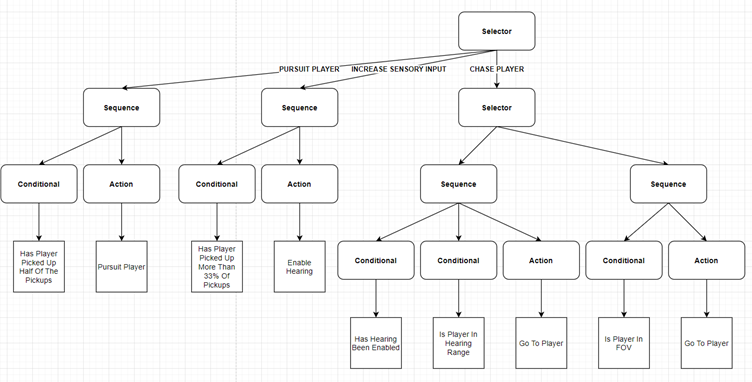 Selector
PURSUIT PLAYER
INCREASE SENSORY INPUT
CHASE PLAYER
Sequence
Sequence
Selector
Conditional
Action
Conditional
Action
Sequence
Sequence
Has Player
Picked Up
Half Of The
Pickups
Pursuit Player
Has Player
Picked Up
More Than
33% Of
Pickups
Enable
Hearing
Conditional
Conditional
Action
Conditional
Action
Has Hearing
Been Enabled
Is Player In
Hearing
Range
Go To Player
Is Player In
FOV
Go To Player